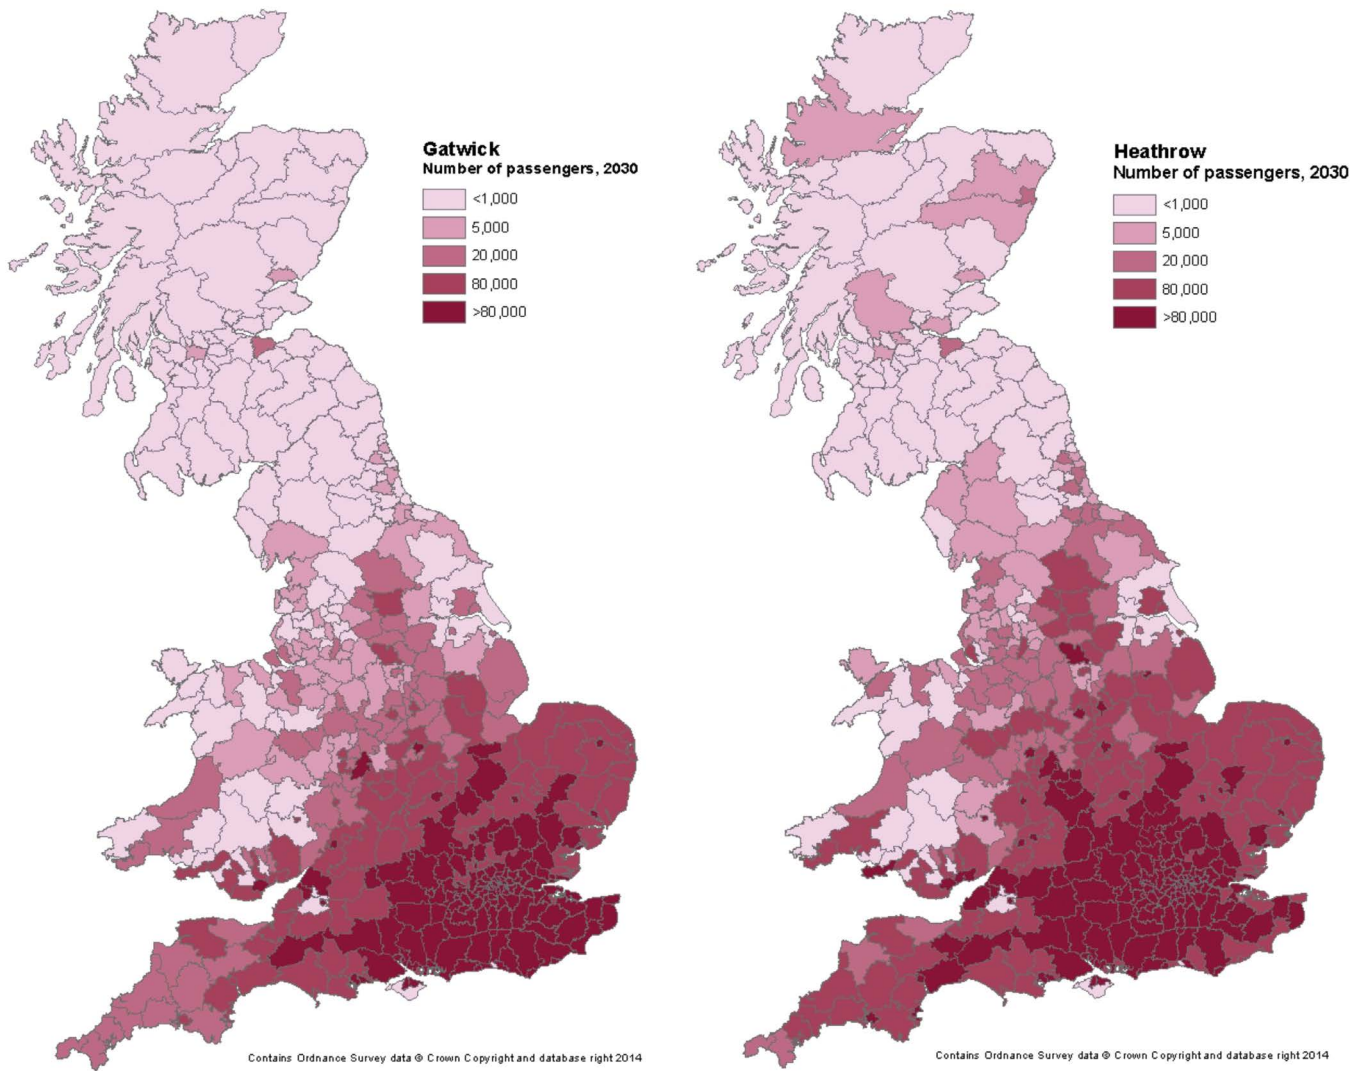 Gatwick
Number of passengers, 2030
<1,000
5,000
20,000
80,000
>80,000
Contains Ordnance Survey data © Crown Copyright and database right 2014
Heathrow
Number of passengers, 2030
<1,000
5,000
20,000
80,000
>80,000
Contains Ordnance Survey data © Crown Copyright and database right 2014